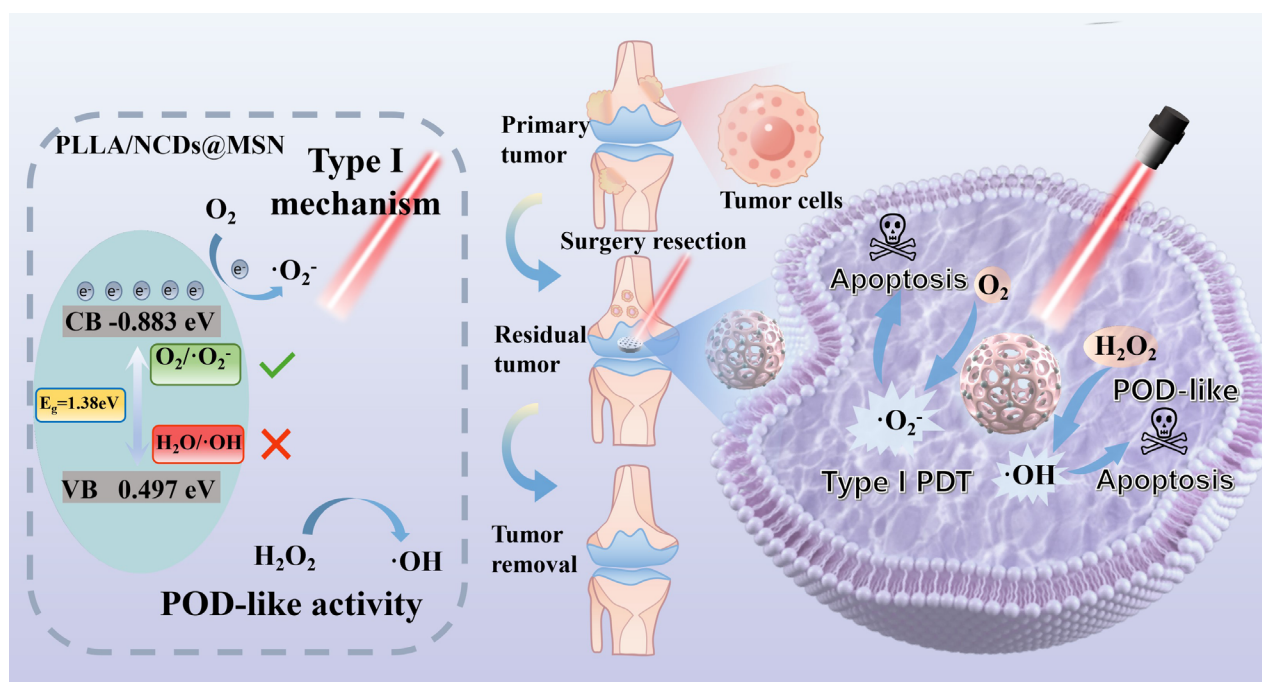 PLLA/NCDs@MSN
Type I
mechanism
O₂
e⁻
·O₂⁻
e⁻ e⁻ e⁻ e⁻ e⁻
CB -0.883 eV
O₂/·O₂⁻
E₉=1.38eV
H₂O/·OH
VB 0.497 eV
H₂O₂
·OH
POD-like activity
Primary
tumor
Tumor cells
Surgery resection
Residual
tumor
Tumor
removal
Apoptosis
O₂
H₂O₂
POD-like
·O₂⁻
Type I PDT
·OH
Apoptosis